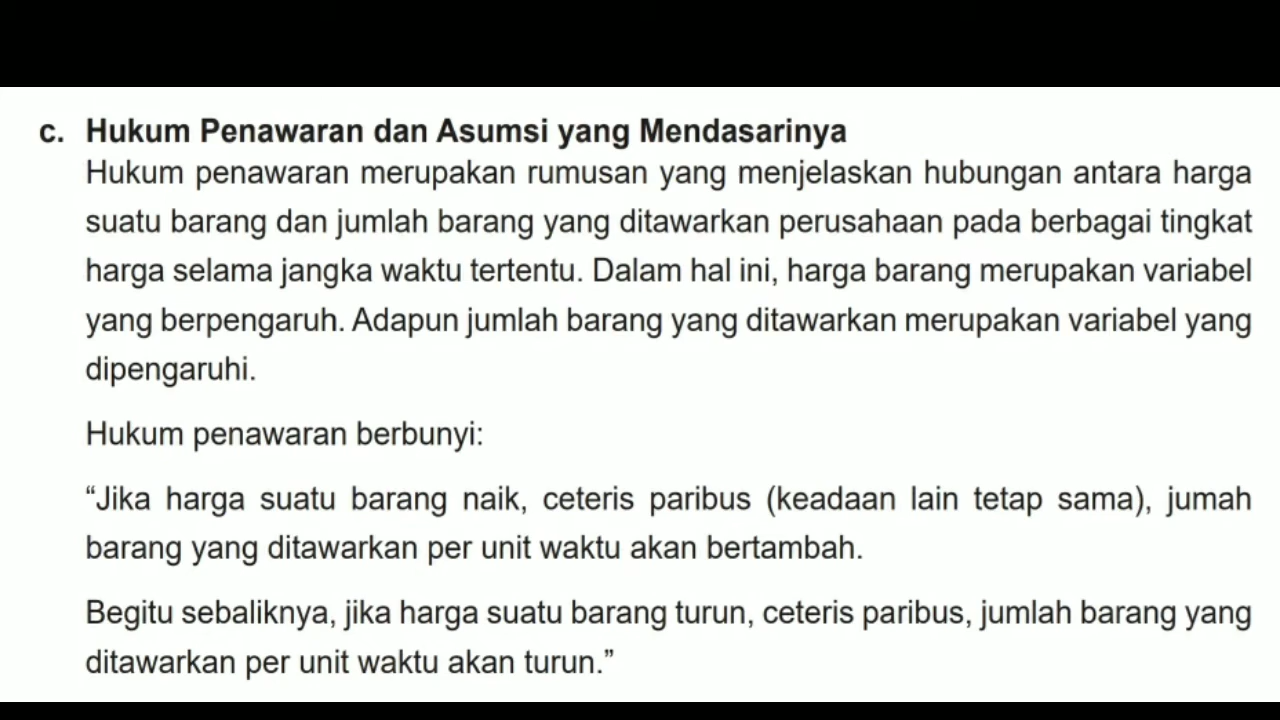 c. Hukum Penawaran dan Asumsi yang Mendasarinya
Hukum penawaran merupakan rumusan yang menjelaskan hubungan antara harga
suatu barang dan jumlah barang yang ditawarkan perusahaan pada berbagai tingkat
harga selama jangka waktu tertentu. Dalam hal ini, harga barang merupakan variabel
yang berpengaruh. Adapun jumlah barang yang ditawarkan merupakan variabel yang
dipengaruhi.
Hukum penawaran berbunyi:
“Jika harga suatu barang naik, ceteris paribus (keadaan lain tetap sama), jumah
barang yang ditawarkan per unit waktu akan bertambah.
Begitu sebaliknya, jika harga suatu barang turun, ceteris paribus, jumlah barang yang
ditawarkan per unit waktu akan turun.”